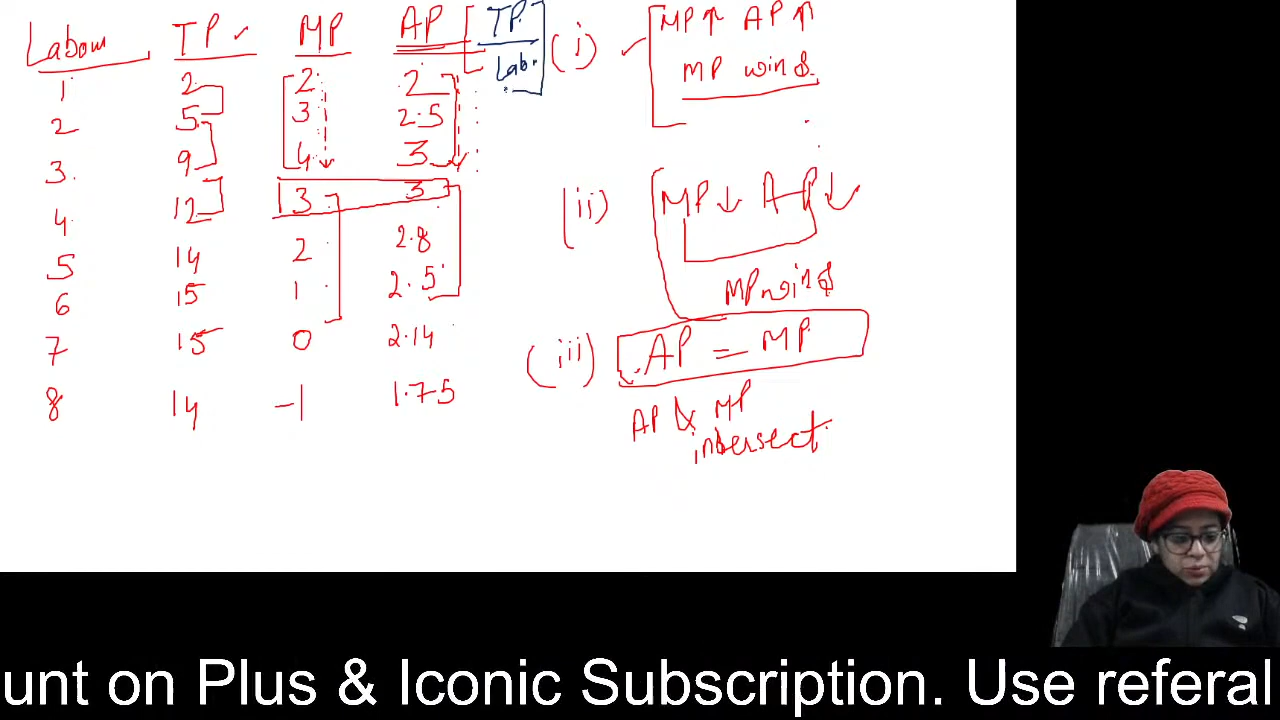 Labour TP ✓ MP AP [TP / Lab.]
1 2 2 2
2 5 3 2.5
3. 9 4 3
4 12 3 3
5 14 2 2.8
6 15 1 2.5
7 15 0 2.14
8 14 -1 1.75
(i) MP↑ AP↑
MP wins.
(ii) MP↓ AP↓
MP wins
(iii) AP = MP
AP & MP
intersect.
unt on Plus & Iconic Subscription. Use referal